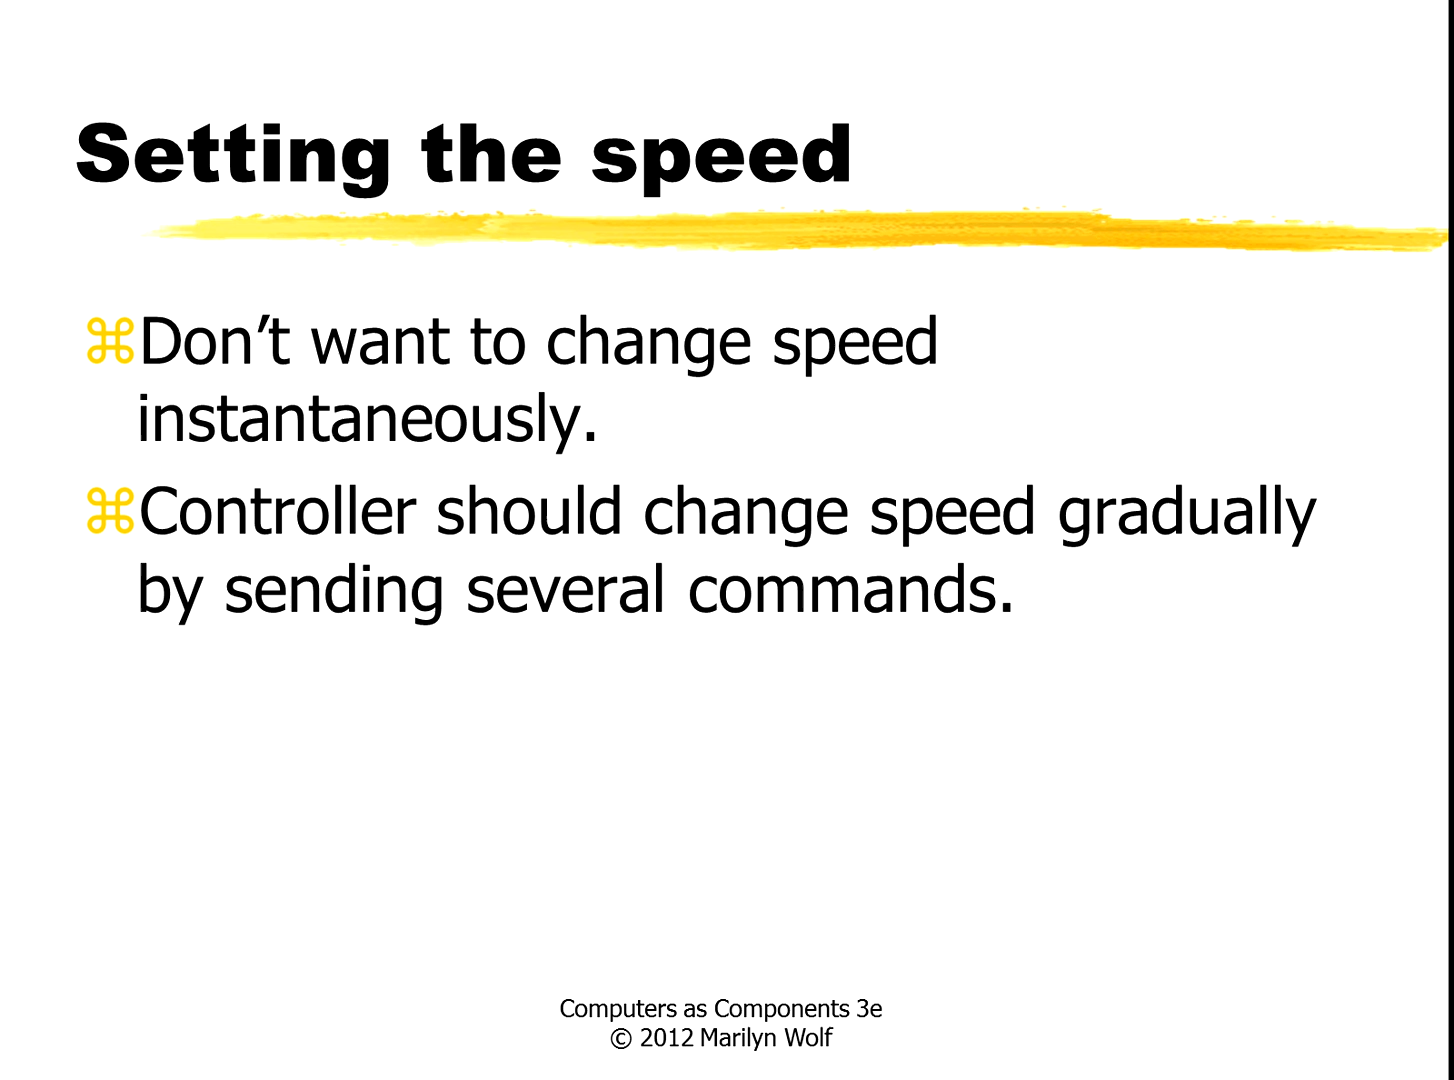 Setting the speed
⌘Don’t want to change speed
instantaneously.
⌘Controller should change speed gradually
by sending several commands.
Computers as Components 3e
© 2012 Marilyn Wolf